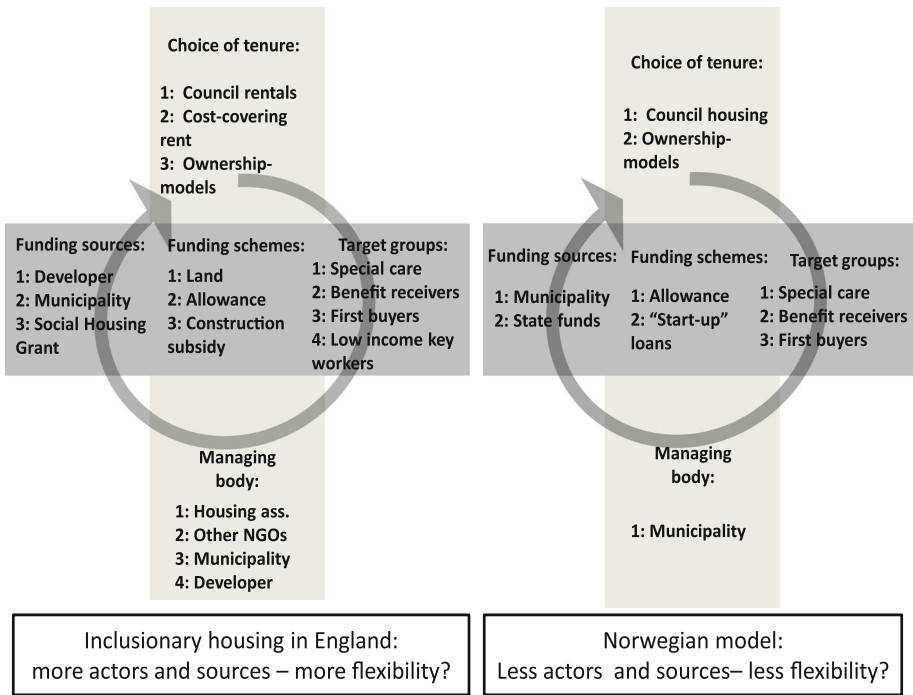 Choice of tenure:
1: Council rentals
2: Cost-covering
rent
3: Ownership-
models
Funding sources:
1: Developer
2: Municipality
3: Social Housing
Grant
Funding schemes:
1: Land
2: Allowance
3: Construction
subsidy
Target groups:
1: Special care
2: Benefit receivers
3: First buyers
4: Low income key
workers
Managing
body:
1: Housing ass.
2: Other NGOs
3: Municipality
4: Developer
Inclusionary housing in England:
more actors and sources – more flexibility?
Choice of tenure:
1: Council housing
2: Ownership-
models
Funding sources:
1: Municipality
2: State funds
Funding schemes:
1: Allowance
2: “Start-up”
loans
Target groups:
1: Special care
2: Benefit receivers
3: First buyers
Managing
body:
1: Municipality
Norwegian model:
Less actors and sources– less flexibility?